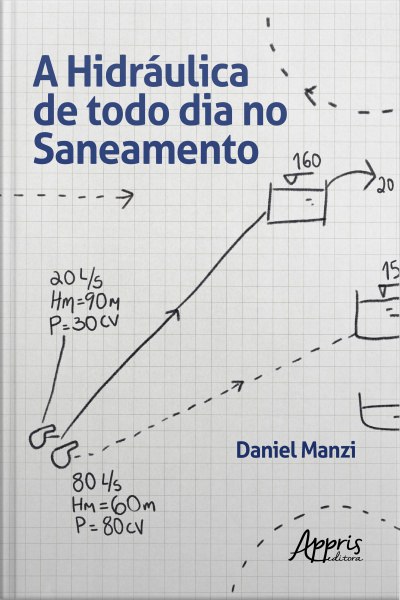 A Hidráulica
de todo dia no
Saneamento
160
20
15
20 L/s
Hm=90m
P=30CV
Daniel Manzi
80 L/s
Hm=60m
P=80CV
Appris
editora